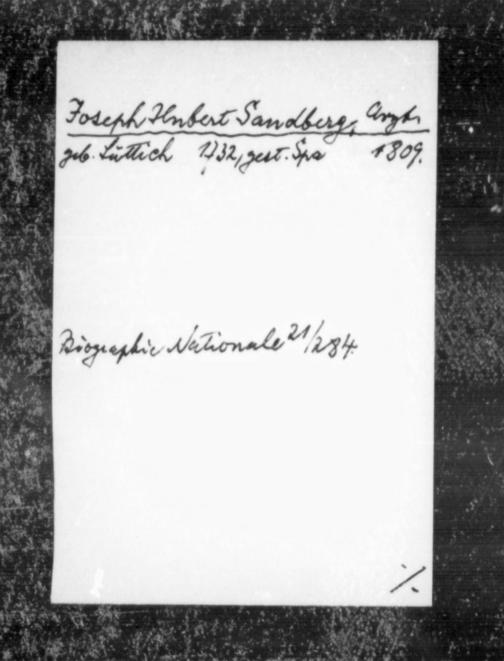 Joseph Hubert Sandberg, Arzt.
geb. Lüttich 1732, gest. Spa 1809.
Biographie Nationale 21/284.
·/.